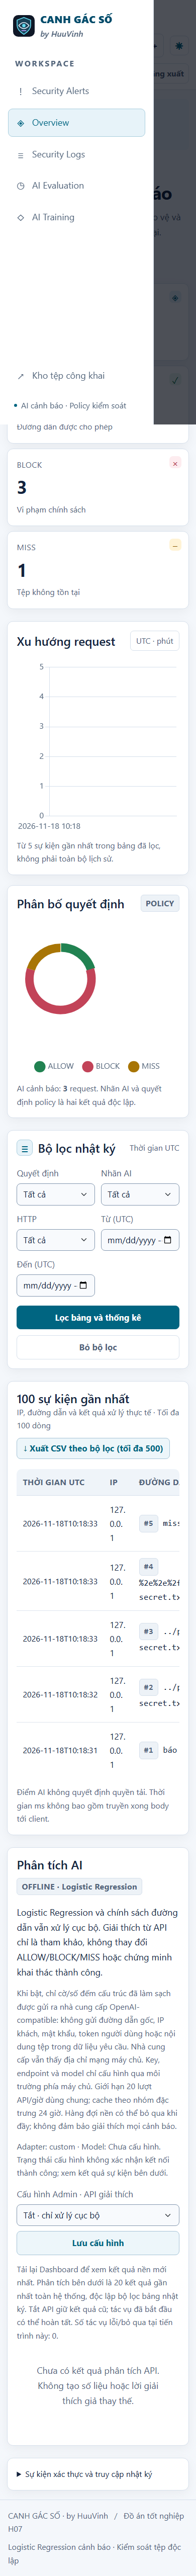 CANH GÁC SỐ
by HuuVinh
WORKSPACE
! Security Alerts
Overview
Security Logs
AI Evaluation
AI Training
Kho tệp công khai
AI cảnh báo · Policy kiểm soát
Đường dẫn được cho phép
BLOCK
3
Vi phạm chính sách
MISS
1
Tệp không tồn tại
Xu hướng request
UTC · phút
5
4
3
2
1
0
2026-11-18 10:18
Từ 5 sự kiện gần nhất trong bảng đã lọc,
không phải toàn bộ lịch sử.
Phân bố quyết định
POLICY
ALLOW BLOCK MISS
AI cảnh báo: 3 request. Nhãn AI và quyết
định policy là hai kết quả độc lập.
Bộ lọc nhật ký
Thời gian UTC
Quyết định Nhãn AI
Tất cả Tất cả
HTTP Từ (UTC)
Tất cả mm/dd/yyyy -
Đến (UTC)
mm/dd/yyyy -
Lọc bảng và thống kê
Bỏ bộ lọc
100 sự kiện gần nhất
IP, đường dẫn và kết quả xử lý thực tế · Tối đa
100 dòng
↓ Xuất CSV theo bộ lọc (tối đa 500)
THỜI GIAN UTC IP
2026-11-18T10:18:33 127.0.0.1 #5
2026-11-18T10:18:33 127.0.0.1 #4
2026-11-18T10:18:33 127.0.0.1 #3
2026-11-18T10:18:32 127.0.0.1 #2
2026-11-18T10:18:31 127.0.0.1 #1 báo
Điểm AI không quyết định quyền tải. Thời
gian ms không bao gồm truyền xong body
tới client.
Phân tích AI
OFFLINE · Logistic Regression
Logistic Regression và chính sách đường
dẫn vẫn xử lý cục bộ. Giải thích từ API
chỉ là tham khảo, không thay đổi
ALLOW/BLOCK/MISS hoặc chứng minh
khai thác thành công.
Khi bật, chỉ cờ/số đếm cấu trúc đã làm sạch
được gửi ra nhà cung cấp OpenAI-
compatible: không gửi đường dẫn gốc, IP
khách, mật khẩu, token người dùng hoặc nội
dung tệp trong dữ liệu yêu cầu. Nhà cung
cấp vẫn thấy địa chỉ mạng máy chủ. Key,
endpoint và model chỉ cấu hình qua môi
trường phía máy chủ. Giới hạn 20 lượt
API/giờ dùng chung; cache theo nhóm đặc
trưng 24 giờ. Hàng đợi nền có thể bỏ qua khi
đầy; không đảm bảo giải thích mọi cảnh báo.
Adapter: custom · Model: Chưa cấu hình.
Trạng thái cấu hình không xác nhận kết nối
thành công; xem kết quả sự kiện bên dưới.
Cấu hình Admin · API giải thích
Tắt · chỉ xử lý cục bộ
Lưu cấu hình
Tải lại Dashboard để xem kết quả nền mới
nhất. Phân tích bên dưới là 20 kết quả gần
nhất toàn hệ thống, độc lập bộ lọc bảng nhật
ký. Tắt API giữ kết quả cũ; tác vụ đã bắt đầu
có thể hoàn tất. Số tác vụ lỗi/bỏ qua tại tiến
trình này: 0.
Chưa có kết quả phân tích API.
Không tạo số liệu hoặc lời giải
thích giả thay thế.
Sự kiện xác thực và truy cập nhật ký
CANH GÁC SỐ · by HuuVinh / Đồ án tốt nghiệp
H07
Logistic Regression cảnh báo · Kiểm soát tệp độc
lập